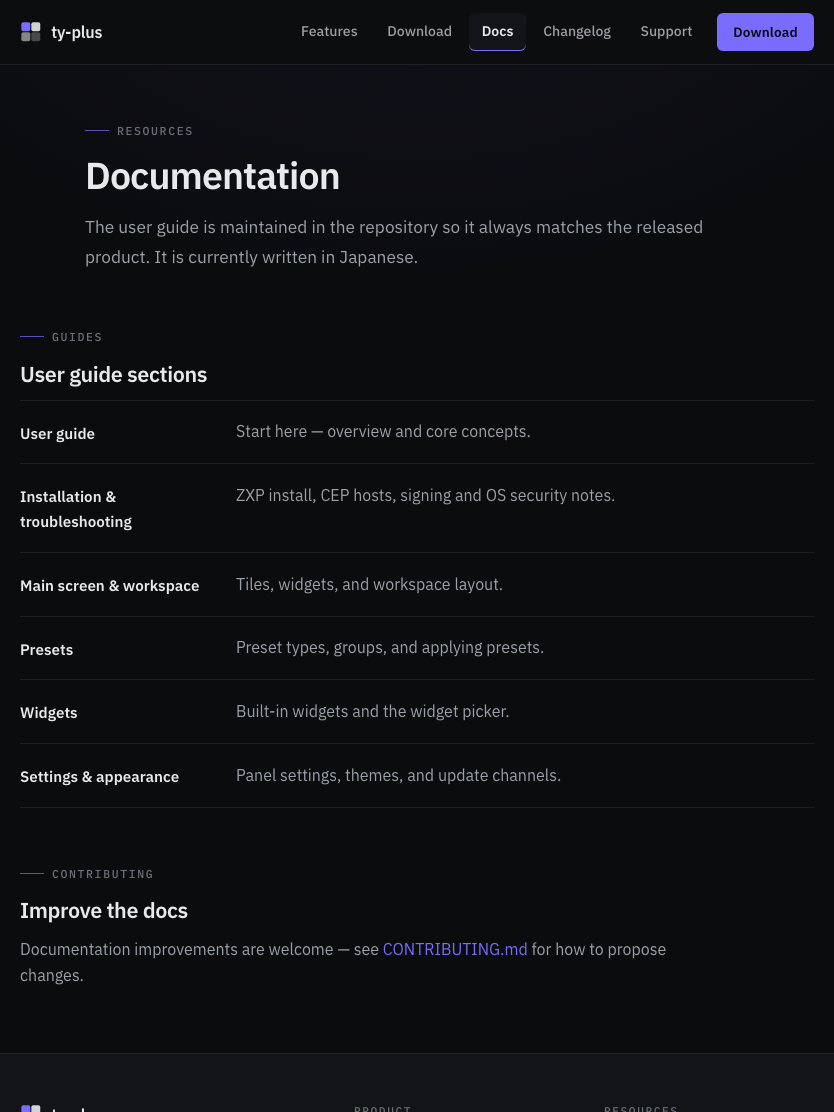 ty-plus
Features
Download
Docs
Changelog
Support
Download
RESOURCES
Documentation
The user guide is maintained in the repository so it always matches the released
product. It is currently written in Japanese.
GUIDES
User guide sections
User guide
Start here — overview and core concepts.
Installation &
troubleshooting
ZXP install, CEP hosts, signing and OS security notes.
Main screen & workspace
Tiles, widgets, and workspace layout.
Presets
Preset types, groups, and applying presets.
Widgets
Built-in widgets and the widget picker.
Settings & appearance
Panel settings, themes, and update channels.
CONTRIBUTING
Improve the docs
Documentation improvements are welcome — see CONTRIBUTING.md for how to propose
changes.
PRODUCT
RESOURCES